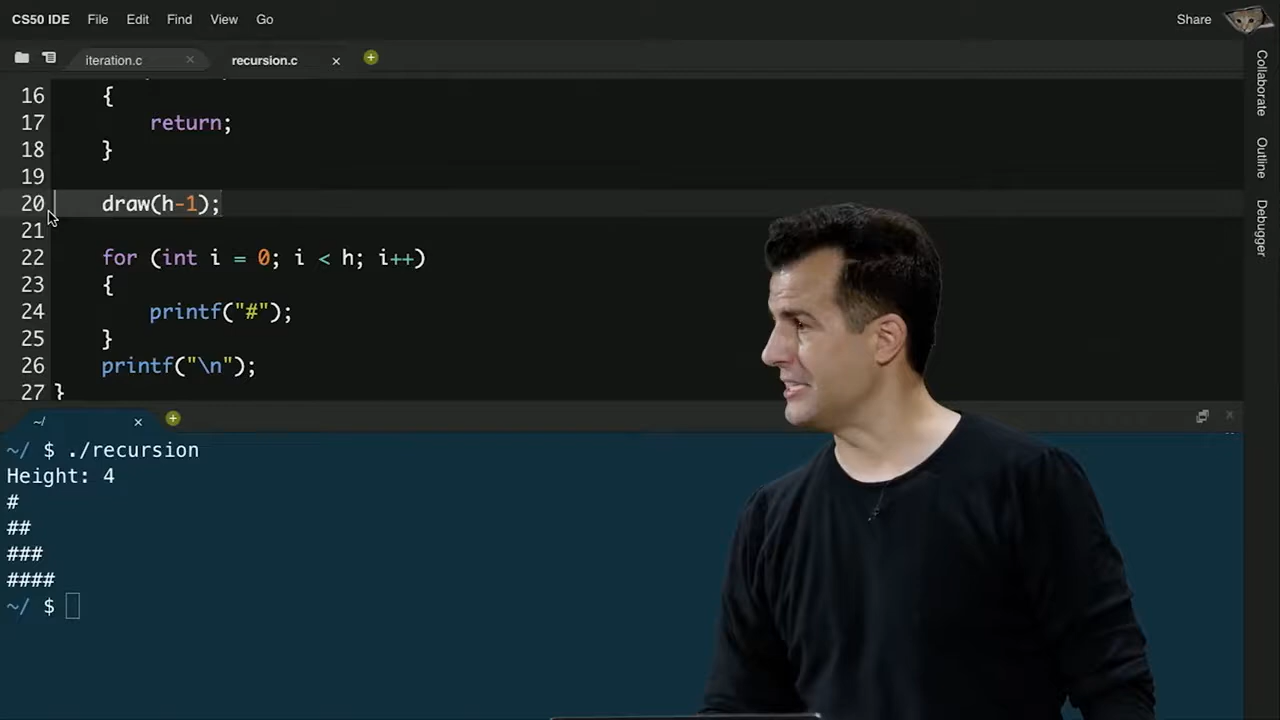 CS50 IDE File Edit Find View Go Share
iteration.c × recursion.c ×
16 {
17 return;
18 }
19
20 draw(h-1);
21
22 for (int i = 0; i < h; i++)
23 {
24 printf("#");
25 }
26 printf("\n");
27 }
~/ ×
~/ $ ./recursion
Height: 4
#
##
###
####
~/ $
Collaborate
Outline
Debugger